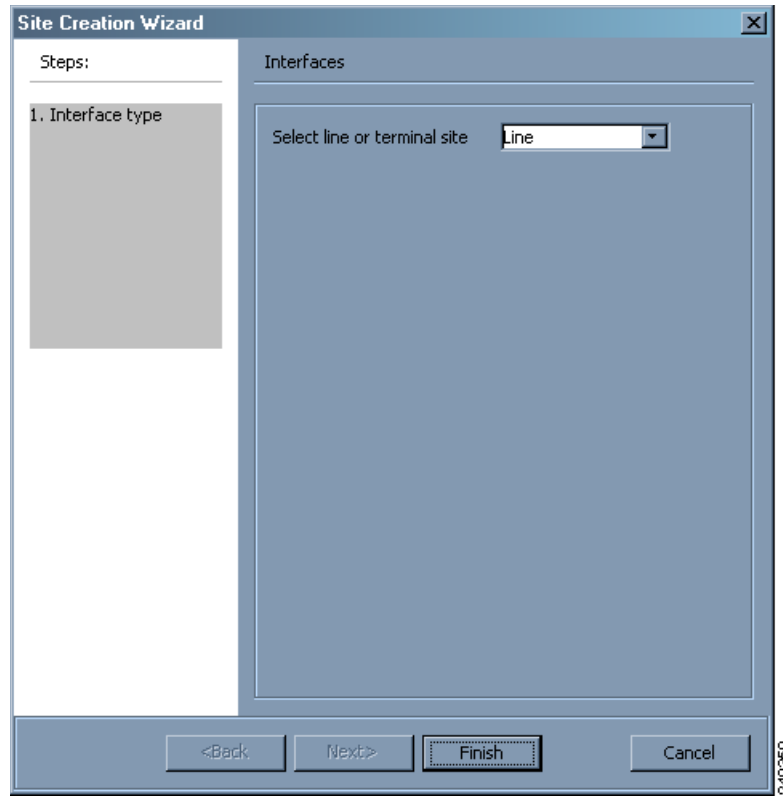 Site Creation Wizard
Steps:
Interfaces
1. Interface type
Select line or terminal site
Line
<Back
Next>
Finish
Cancel